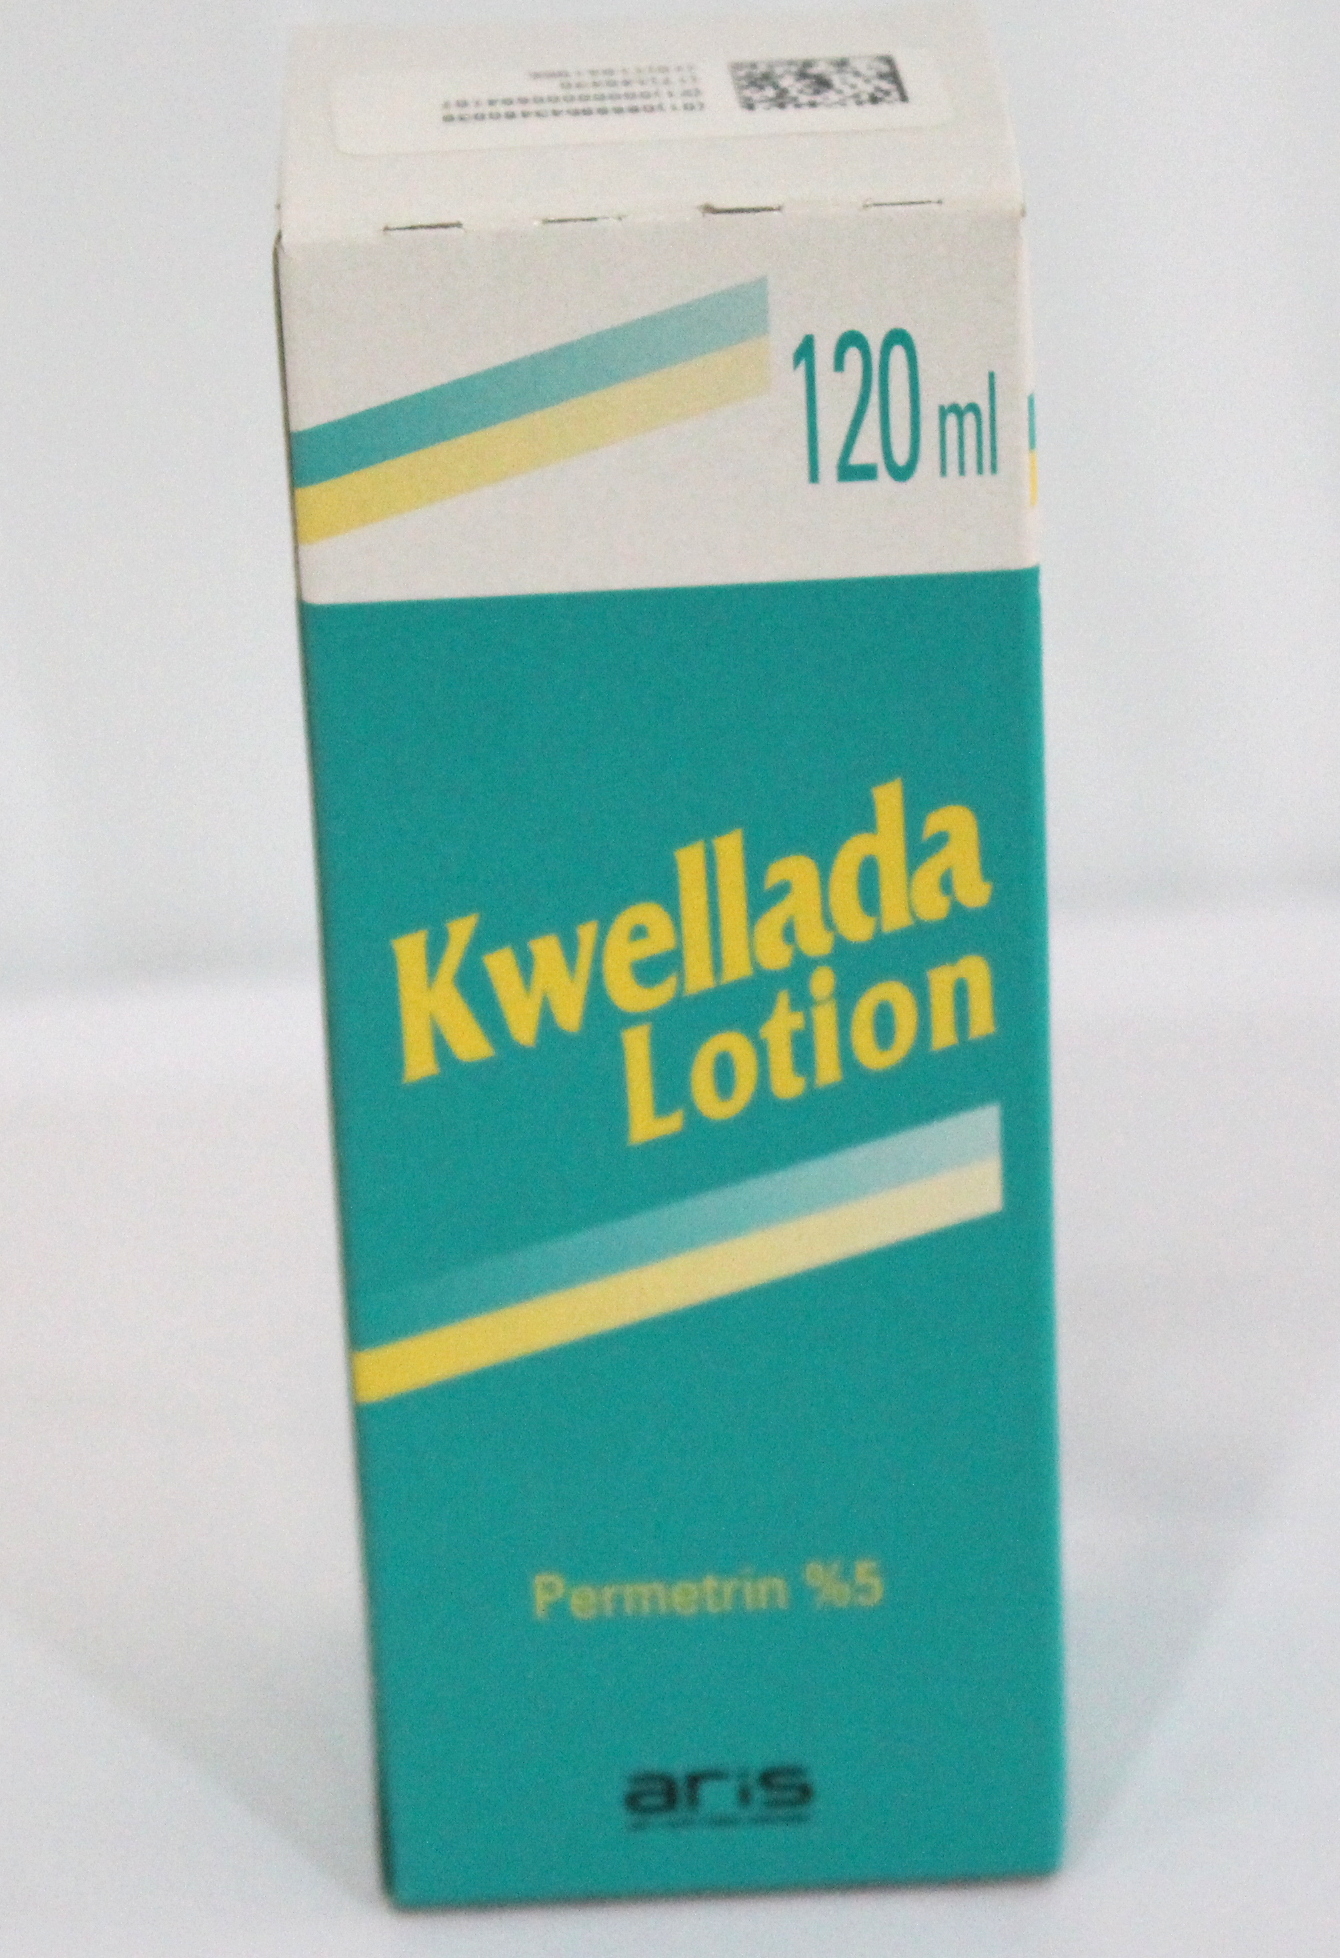 120 ml
Kwellada
Lotion
Permetrin %5
aris